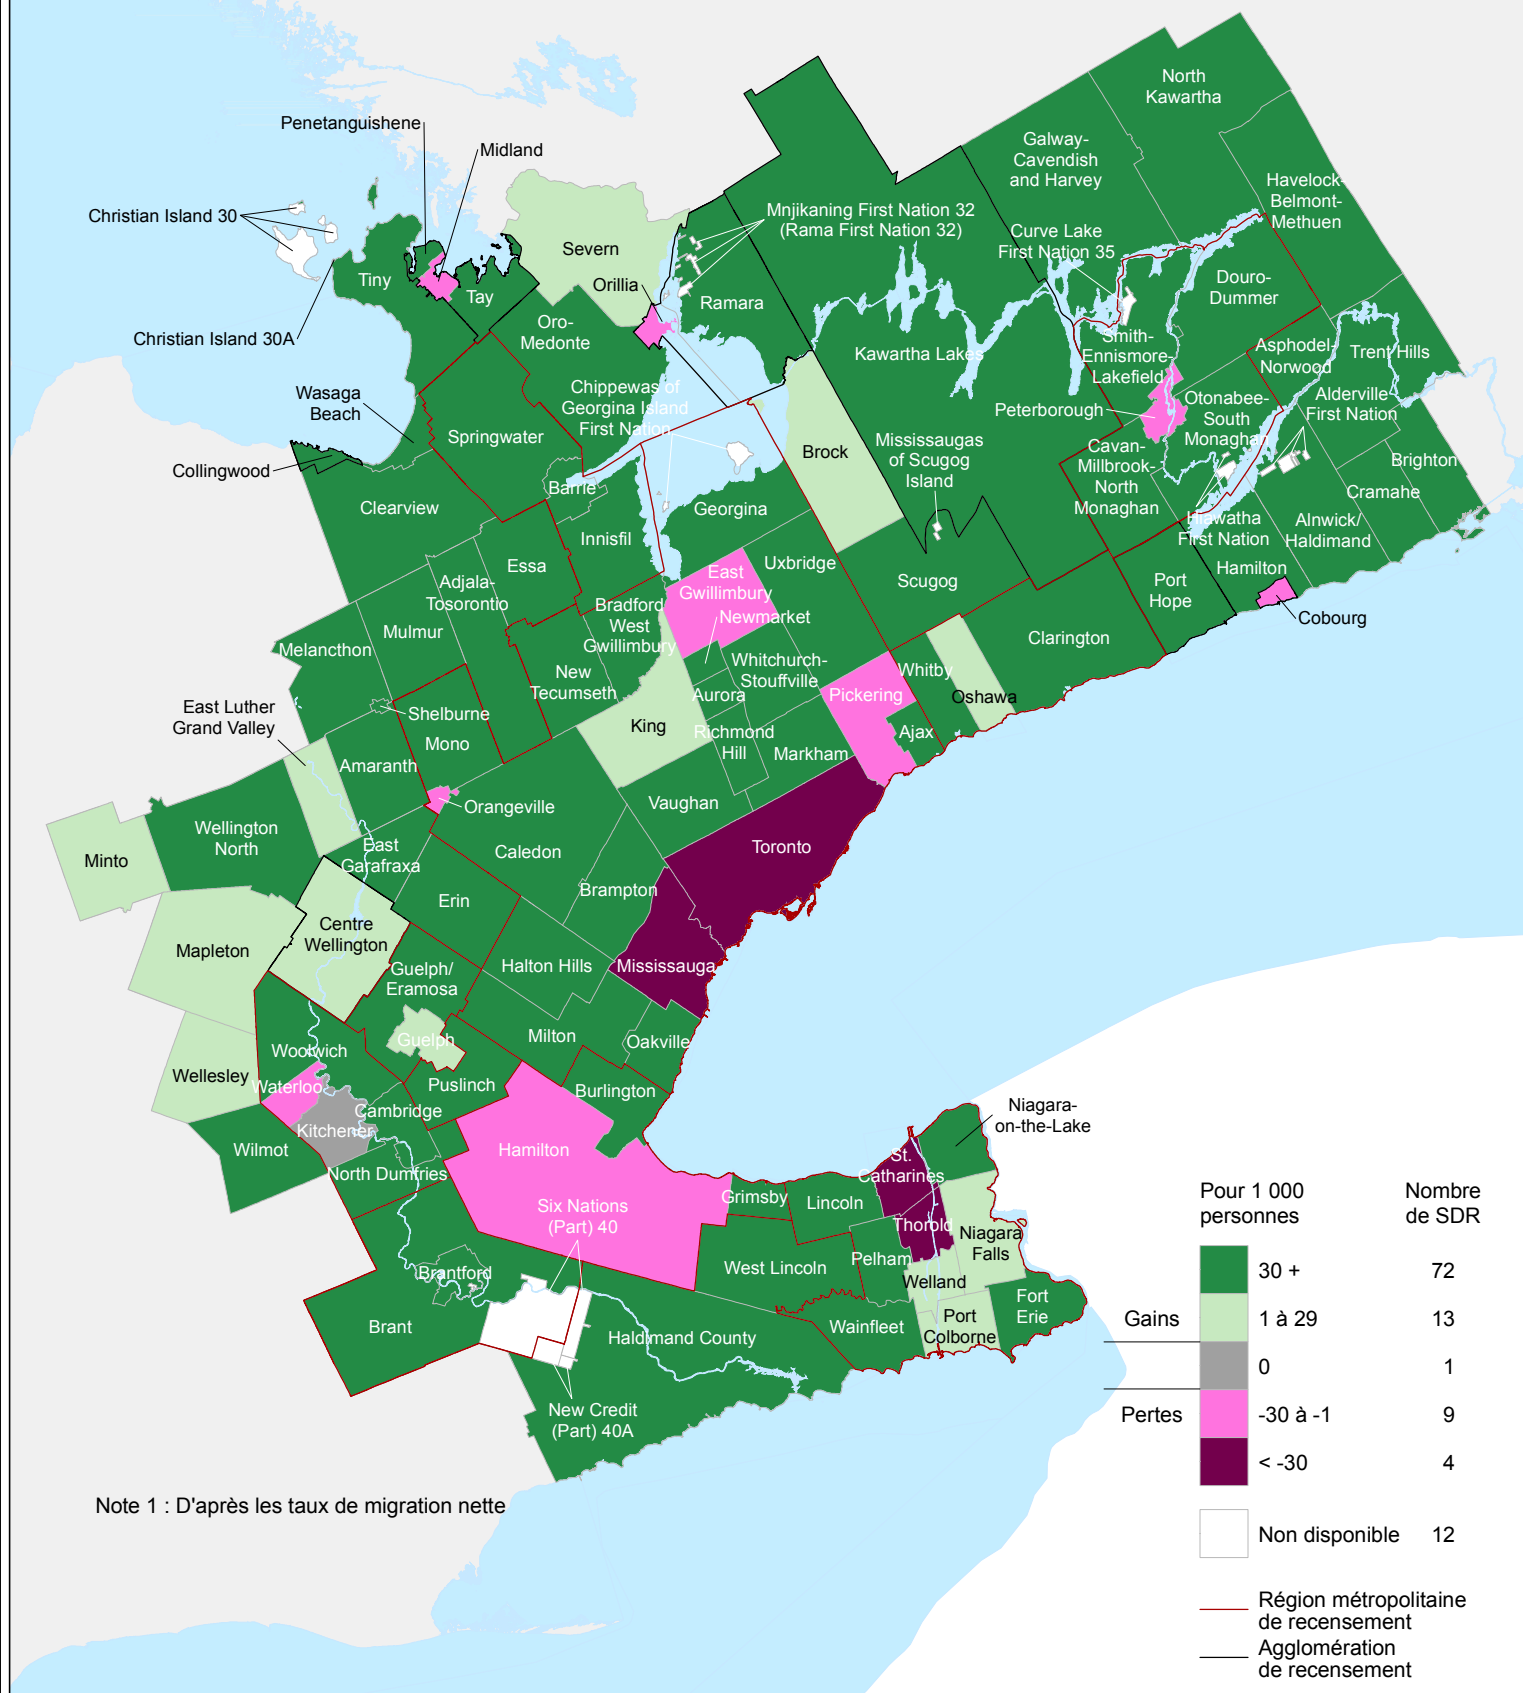 North
Kawartha
Penetanguishene
Midland
Galway-
Cavendish
and Harvey
Havelock-
Belmont-
Methuen
Christian Island 30
Mnjikaning First Nation 32
(Rama First Nation 32)
Curve Lake
First Nation 35
Severn
Tiny
Tay
Orillia
Ramara
Douro-
Dummer
Christian Island 30A
Oro-
Medonte
Kawartha Lakes
Smith-
Ennismore-
Lakefield
Asphodel-
Norwood
Trent Hills
Wasaga
Beach
Chippewas of
Georgina Island
First Nation
Peterborough
Otonabee-
South
Monaghan
Alderville
First Nation
Springwater
Collingwood
Brock
Mississaugas
of Scugog
Island
Cavan-
Millbrook-
North
Monaghan
Brighton
Barrie
Cramahe
Clearview
Georgina
Hiawatha
First Nation
Alnwick/
Haldimand
Innisfil
Essa
Uxbridge
Scugog
Hamilton
Adjala-
Tosorontio
East
Gwillimbury
Port
Hope
Bradford
West
Gwillimbury
Newmarket
Cobourg
Mulmur
Clarington
Melancthon
Whitchurch-
Stouffville
Whitby
New
Tecumseth
Aurora
Pickering
Oshawa
East Luther
Grand Valley
Shelburne
King
Richmond
Hill
Ajax
Mono
Markham
Amaranth
Orangeville
Vaughan
Wellington
North
East
Garafraxa
Toronto
Minto
Caledon
Brampton
Erin
Centre
Wellington
Mapleton
Guelph/
Eramosa
Halton Hills
Mississauga
Guelph
Milton
Oakville
Woolwich
Wellesley
Waterloo
Puslinch
Burlington
Cambridge
Kitchener
Niagara-
on-the-Lake
Wilmot
Hamilton
North Dumfries
St.
Catharines
Grimsby
Lincoln
Six Nations
(Part) 40
Thorold
Niagara
Falls
Pelham
West Lincoln
Brantford
Welland
Fort
Erie
Brant
Haldimand County
Wainfleet
Port
Colborne
New Credit
(Part) 40A
Pour 1 000
personnes
Nombre
de SDR
30 + 72
Gains
1 à 29 13
0 1
Pertes
-30 à -1 9
< -30 4
Non disponible 12
Note 1 : D'après les taux de migration nette
Région métropolitaine
de recensement
Agglomération
de recensement